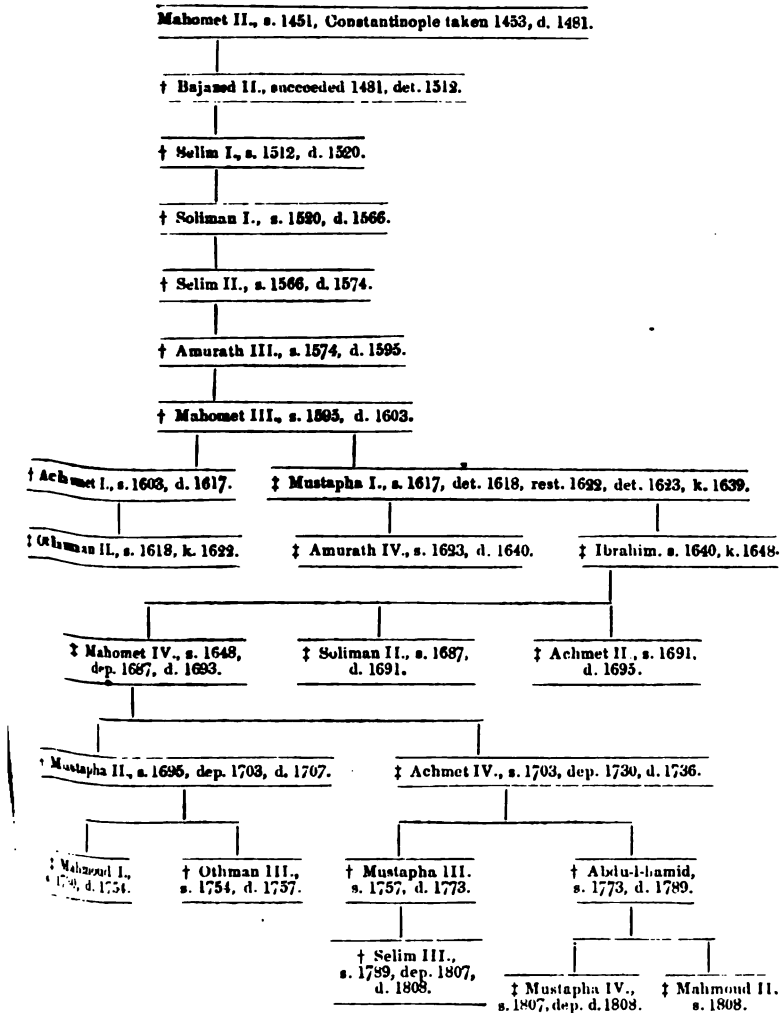 Mahomet II., s. 1451, Constantinople taken 1453, d. 1481.
† Bajazed II., succeeded 1481, det. 1512.
† Selim I., s. 1512, d. 1520.
† Soliman I., s. 1520, d. 1566.
† Selim II., s. 1566, d. 1574.
† Amurath III., s. 1574, d. 1595.
† Mahomet III., s. 1595, d. 1603.
† Achmet I., s. 1603, d. 1617.
‡ Mustapha I., s. 1617, det. 1618, rest. 1622, det. 1623, k. 1639.
‡ Othman II., s. 1618, k. 1622.
‡ Amurath IV., s. 1623, d. 1640.
‡ Ibrahim. s. 1640, k. 1648.
‡ Mahomet IV., s. 1648,
dep. 1687, d. 1693.
‡ Soliman II., s. 1687,
d. 1691.
‡ Achmet II., s. 1691,
d. 1695.
† Mustapha II., s. 1695, dep. 1703, d. 1707.
‡ Achmet IV., s. 1703, dep. 1730, d. 1736.
‡ Mahmoud I.,
s. 1730, d. 1754.
† Othman III.,
s. 1754, d. 1757.
† Mustapha III.
s. 1757, d. 1773.
† Abdu-l-hamid,
s. 1773, d. 1789.
† Selim III.,
s. 1789, dep. 1807,
d. 1808.
‡ Mustapha IV.,
s. 1807, dep. d. 1808.
‡ Mahmoud II.
s. 1808.